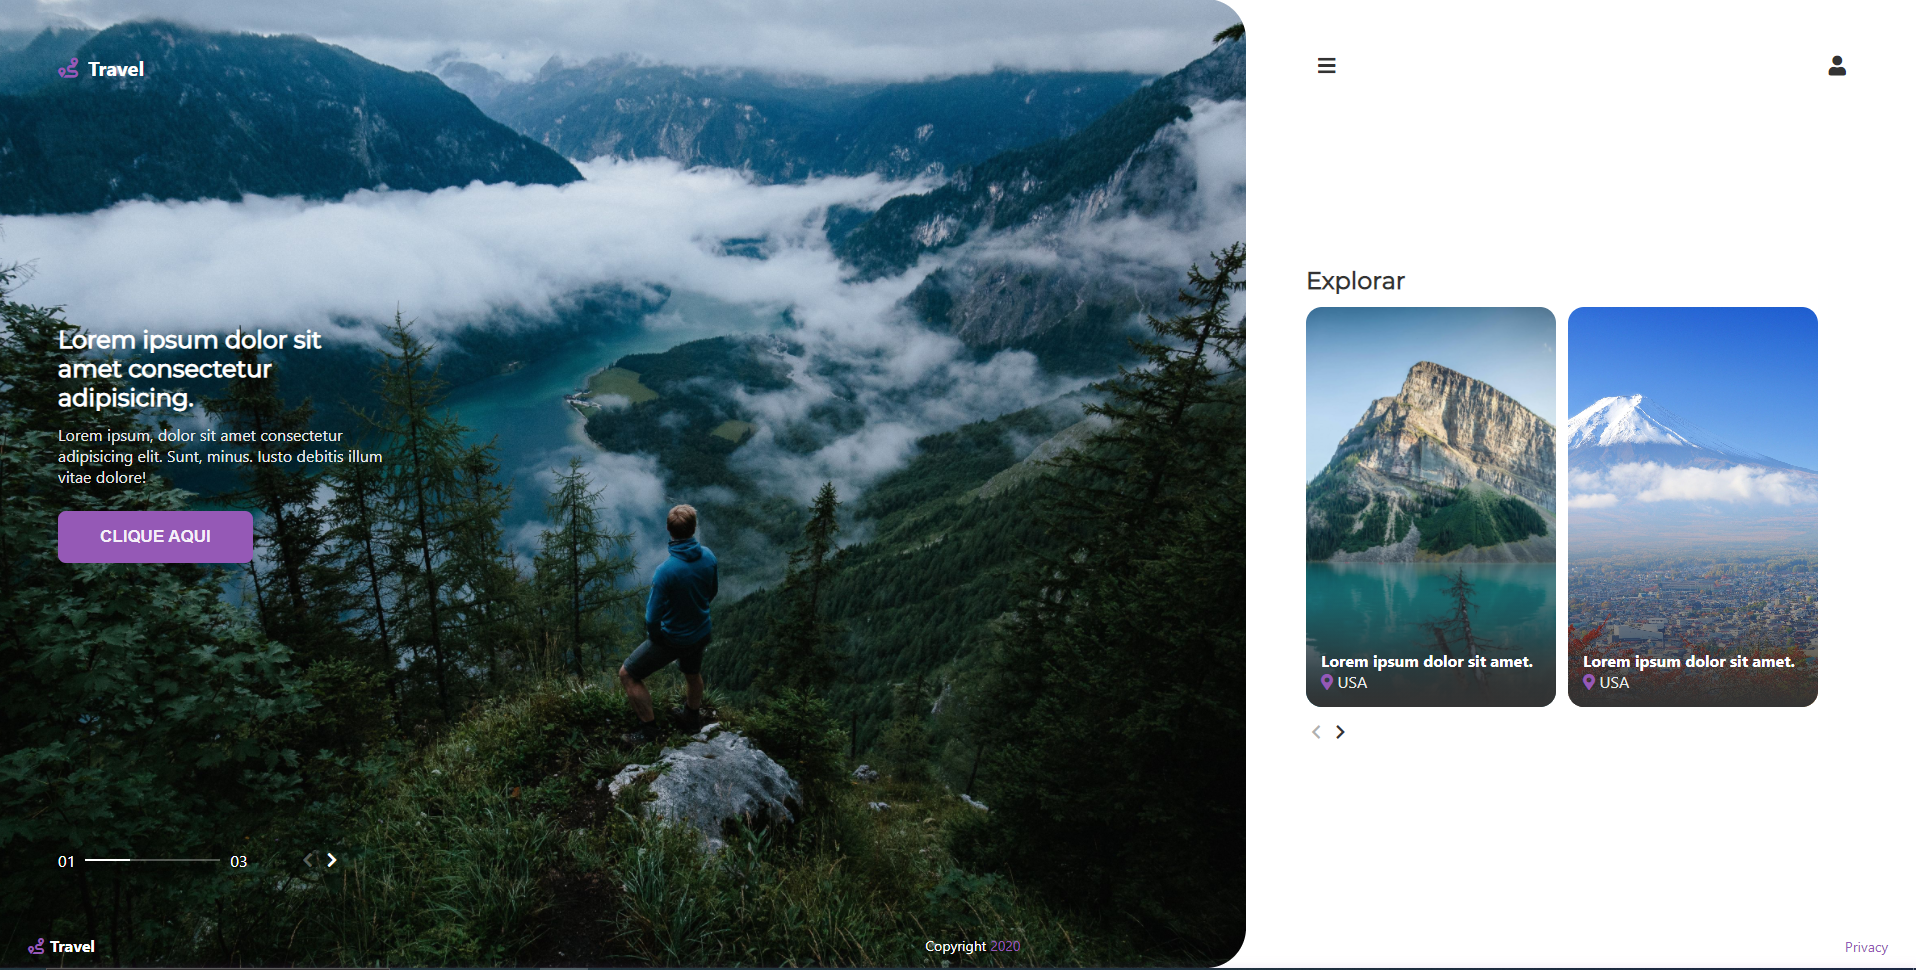 Travel
Lorem ipsum dolor sit
amet consectetur
adipisicing.
Lorem ipsum, dolor sit amet consectetur
adipisicing elit. Sunt, minus. Iusto debitis illum
vitae dolore!
CLIQUE AQUI
01
03
Explorar
Lorem ipsum dolor sit amet.
USA
Lorem ipsum dolor sit amet.
USA
Travel
Copyright 2020
Privacy